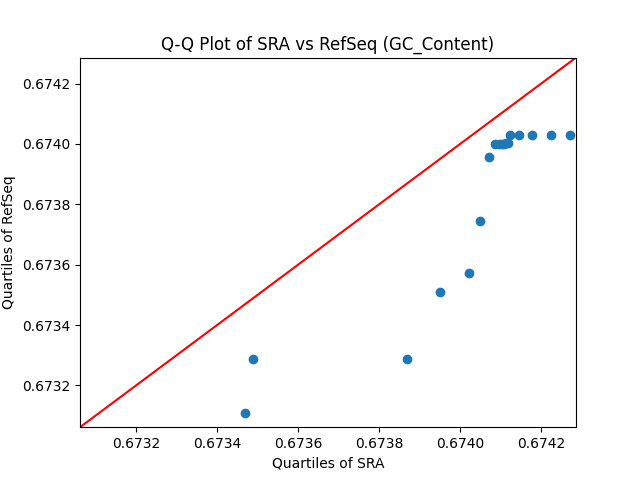 Q-Q Plot of SRA vs RefSeq (GC_Content)
Quartiles of RefSeq
0.6742
0.6740
0.6738
0.6736
0.6734
0.6732
0.6732 0.6734 0.6736 0.6738 0.6740 0.6742
Quartiles of SRA